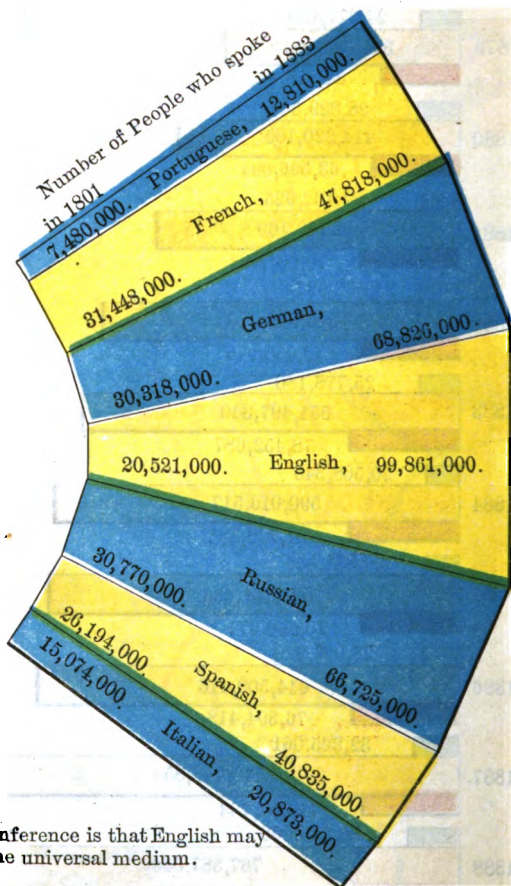 Number of People who spoke
in 1801 in 1883
7,480,000. Portuguese, 12,810,000.
31,448,000. French, 47,818,000.
30,318,000. German, 68,826,000.
20,521,000. English, 99,861,000.
30,770,000. Russian, 66,725,000.
26,194,000. Spanish, 40,835,000.
15,074,000. Italian, 20,873,000.
is that English may
universal medium.